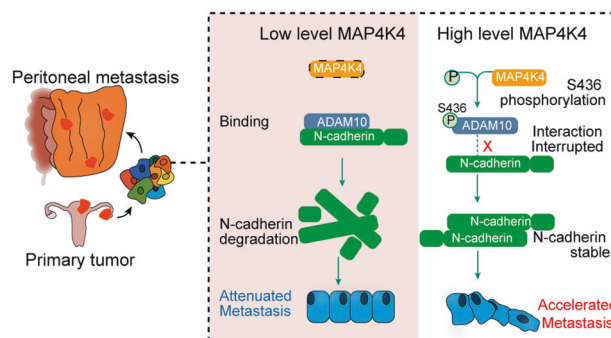 Low level MAP4K4
High level MAP4K4
Peritoneal metastasis
Primary tumor
MAP4K4
Binding
ADAM10
N-cadherin
N-cadherin
degradation
Attenuated
Metastasis
P
MAP4K4
S436
phosphorylation
S436
P
ADAM10
X
Interaction
Interrupted
N-cadherin
N-cadherin
N-cadherin
N-cadherin
stable
Accelerated
Metastasis